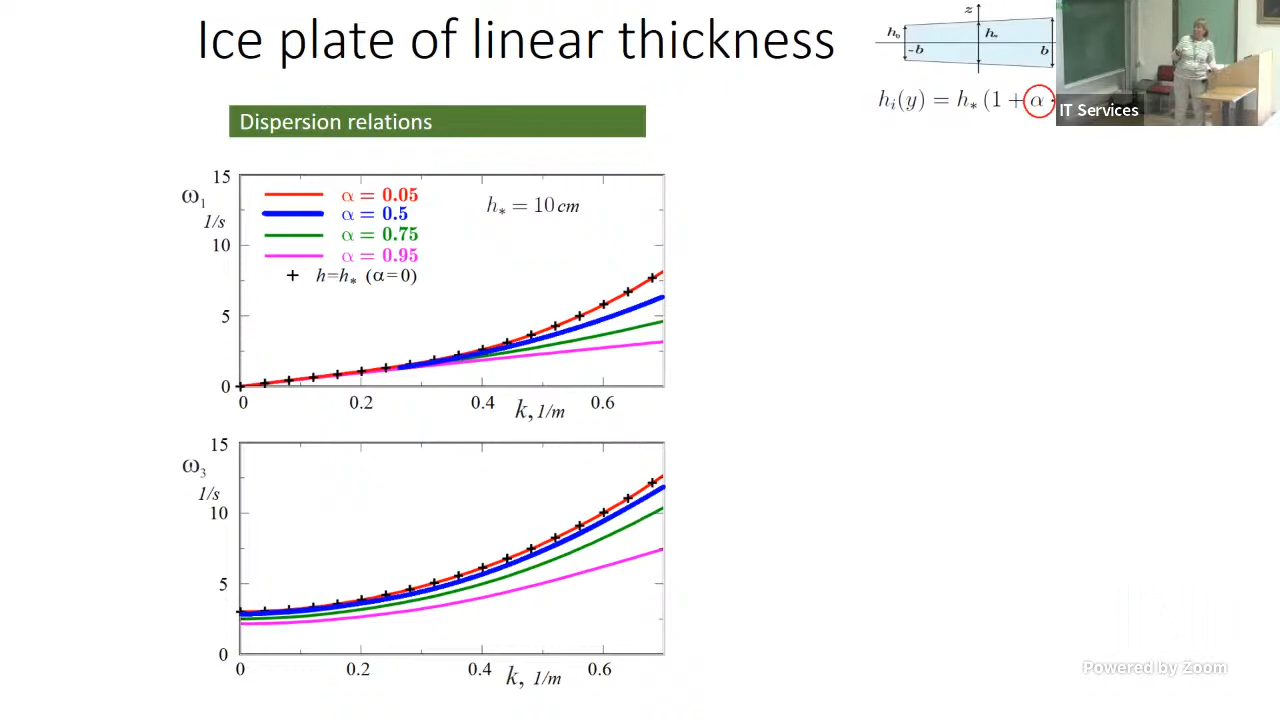 Ice plate of linear thickness
z
h₀
h*
-b
b
hᵢ(y) = h* (1 + α ·
IT Services
Dispersion relations
ω₁
1/s
15
10
5
0
α = 0.05
α = 0.5
α = 0.75
α = 0.95
+ h=h* (α=0)
h* = 10 cm
0 0.2 0.4 0.6
k, 1/m
ω₃
1/s
15
10
5
0
0 0.2 0.4 0.6
k, 1/m
Powered by Zoom